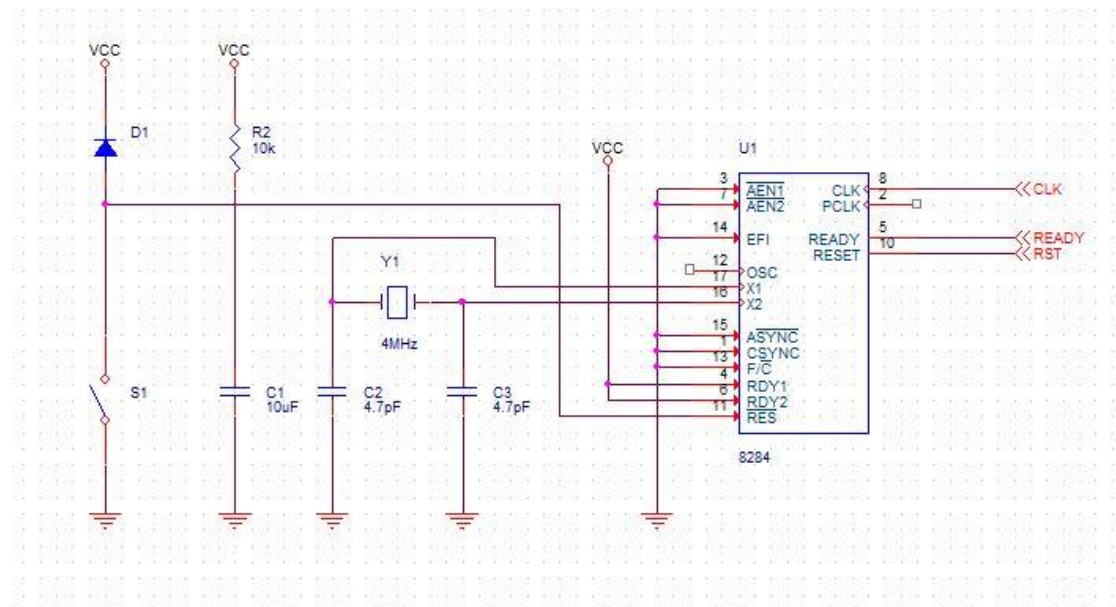 VCC
VCC
D1
R2
10k
VCC
U1
3
AEN1
CLK
8
CLK
7
AEN2
PCLK
2
14
EFI
READY
5
READY
RESET
10
RST
Y1
12
OSC
17
X1
16
X2
4MHz
15
ASYNC
1
CSYNC
13
F/C
4
RDY1
6
RDY2
11
RES
S1
C1
10uF
C2
4.7pF
C3
4.7pF
8284